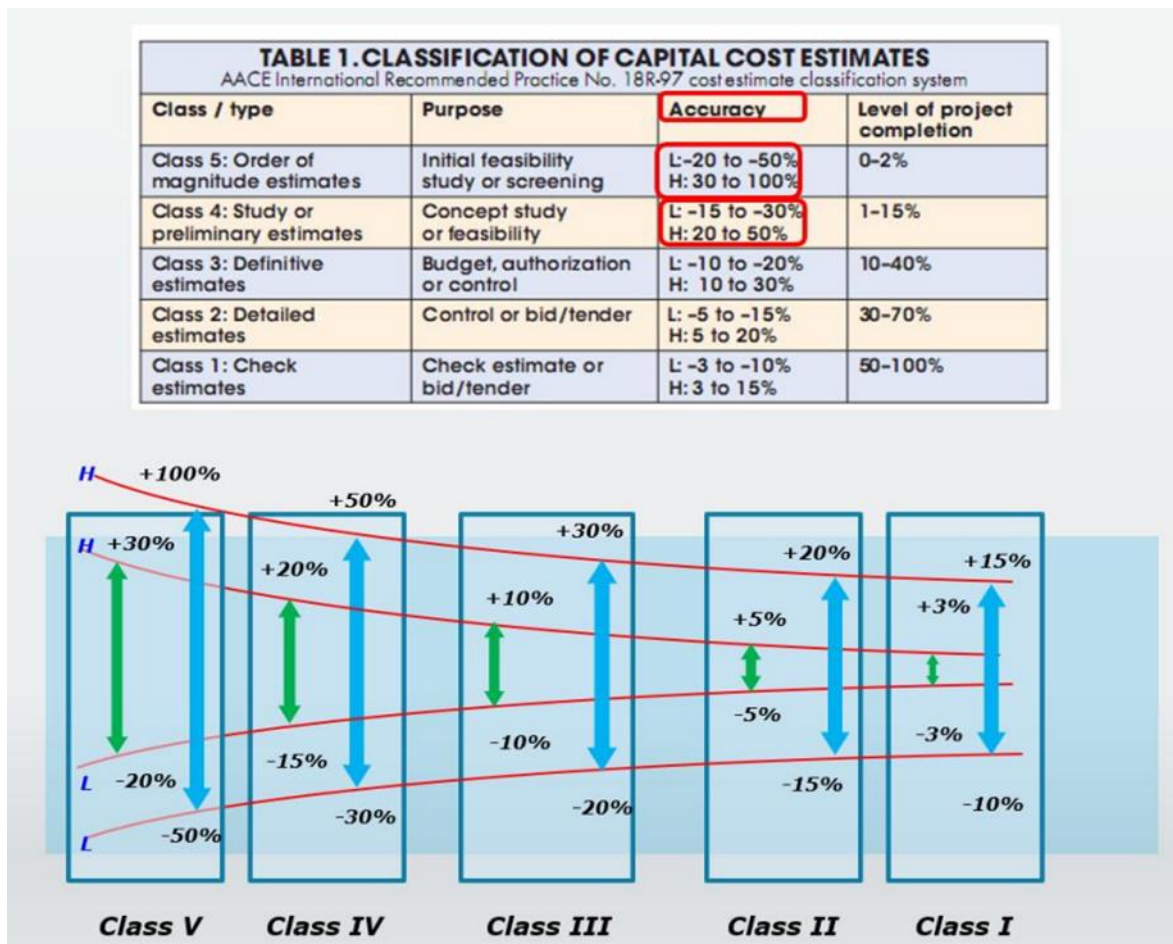 TABLE 1. CLASSIFICATION OF CAPITAL COST ESTIMATES
AACE International Recommended Practice No. 18R-97 cost estimate classification system
Class / type Purpose Accuracy Level of project
completion
Class 5: Order of Initial feasibility L:-20 to -50% 0-2%
magnitude estimates study or screening H: 30 to 100%
Class 4: Study or Concept study L: -15 to -30% 1-15%
preliminary estimates or feasibility H: 20 to 50%
Class 3: Definitive Budget, authorization L: -10 to -20% 10-40%
estimates or control H: 10 to 30%
Class 2: Detailed Control or bid/tender L: -5 to -15% 30-70%
estimates H: 5 to 20%
Class 1: Check Check estimate or L: -3 to -10% 50-100%
estimates bid/tender H: 3 to 15%
H +100%
+50%
H +30% +30%
+20% +20% +15%
+10% +3%
+5%
-5%
-10% -3%
L -20% -15% -15%
-20% -10%
L -50% -30%
Class V Class IV Class III Class II Class I